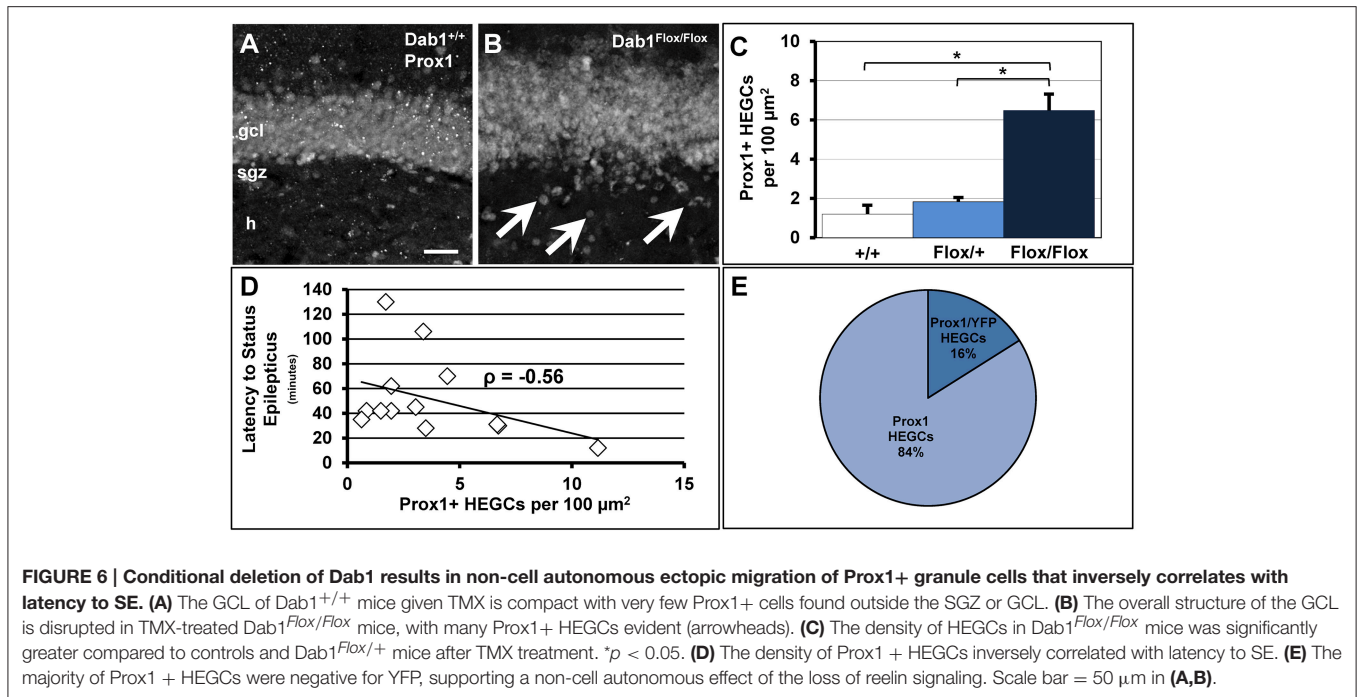 A
Dab1+/+
Prox1
gcl
sgz
h
B
Dab1Flox/Flox
C
Prox1+ HEGCs
per 100 µm²
10
8
6
4
2
0
*
*
+/+
Flox/+
Flox/Flox
D
Latency to Status
Epilepticus
(minutes)
140
120
100
80
60
40
20
0
ρ = -0.56
0
5
10
15
Prox1+ HEGCs per 100 µm²
E
Prox1/YFP
HEGCs
16%
Prox1
HEGCs
84%
FIGURE 6 | Conditional deletion of Dab1 results in non-cell autonomous ectopic migration of Prox1+ granule cells that inversely correlates with
latency to SE. (A) The GCL of Dab1+/+ mice given TMX is compact with very few Prox1+ cells found outside the SGZ or GCL. (B) The overall structure of the GCL
is disrupted in TMX-treated Dab1Flox/Flox mice, with many Prox1+ HEGCs evident (arrowheads). (C) The density of HEGCs in Dab1Flox/Flox mice was significantly
greater compared to controls and Dab1Flox/+ mice after TMX treatment. *p < 0.05. (D) The density of Prox1 + HEGCs inversely correlated with latency to SE. (E) The
majority of Prox1 + HEGCs were negative for YFP, supporting a non-cell autonomous effect of the loss of reelin signaling. Scale bar = 50 µm in (A,B).